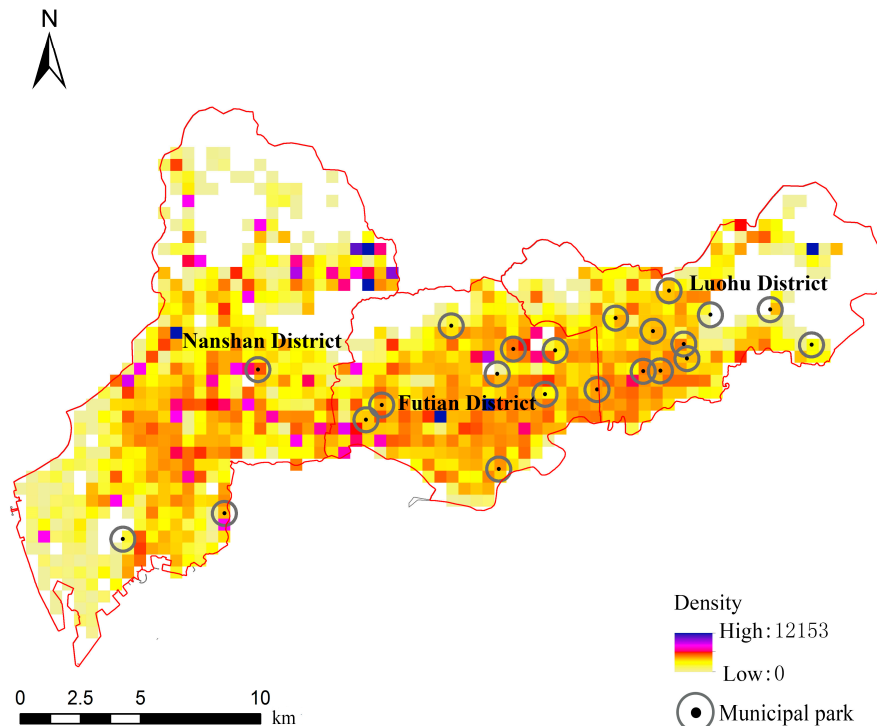 N
Luohu District
Nanshan District
Futian District
Density
High:12153
Low:0
Municipal park
0 2.5 5 10
km